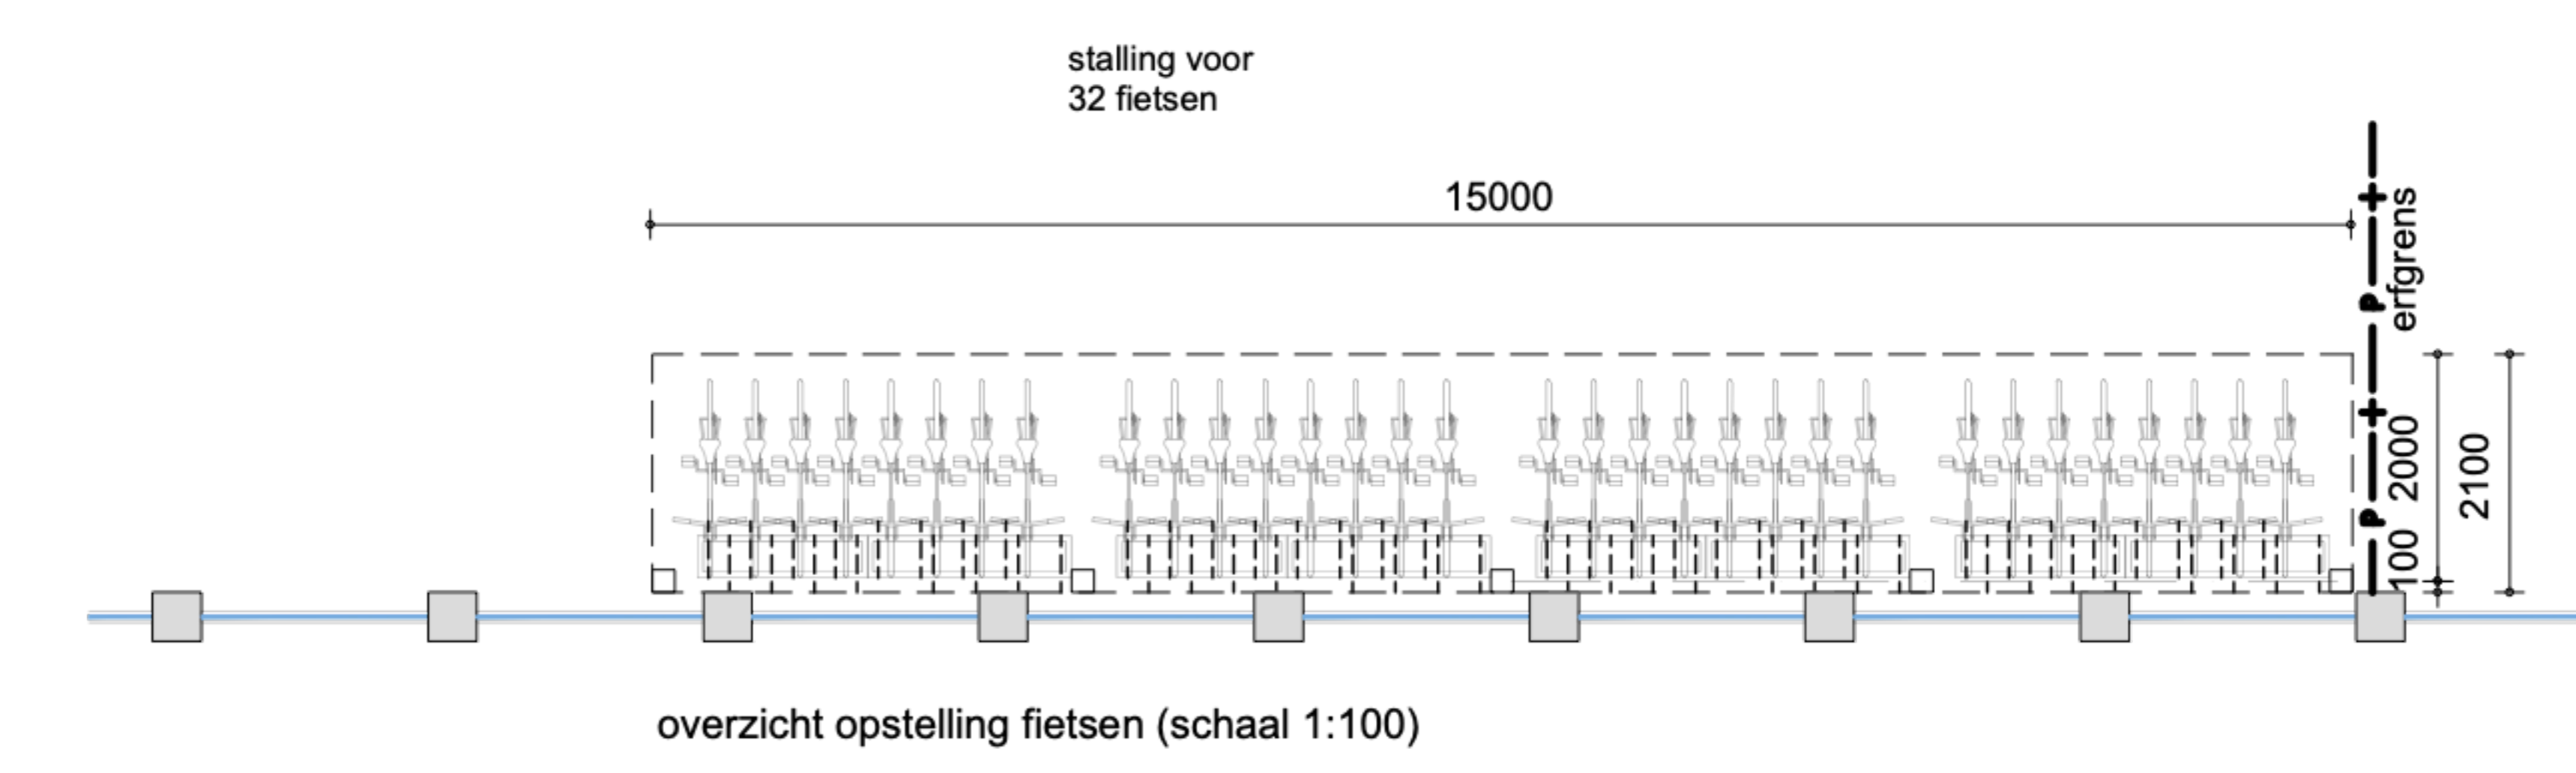 stalling voor
32 fietsen
15000
erfgrens
P
P
2000
2100
100
overzicht opstelling fietsen (schaal 1:100)